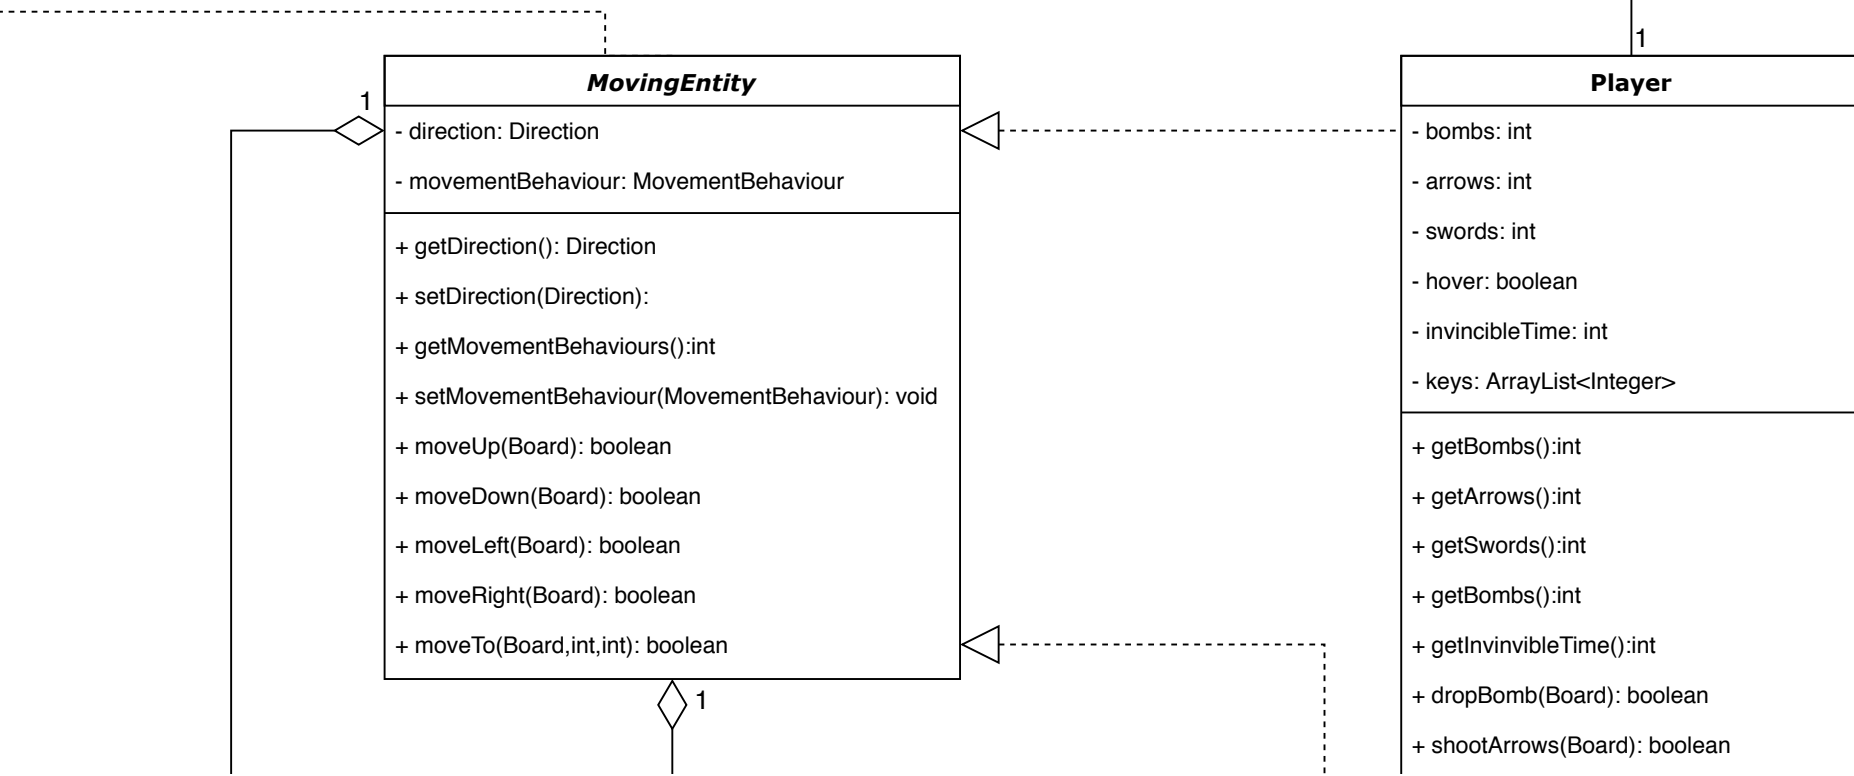 1
MovingEntity
- direction: Direction
- movementBehaviour: MovementBehaviour
+ getDirection(): Direction
+ setDirection(Direction):
+ getMovementBehaviours():int
+ setMovementBehaviour(MovementBehaviour): void
+ moveUp(Board): boolean
+ moveDown(Board): boolean
+ moveLeft(Board): boolean
+ moveRight(Board): boolean
+ moveTo(Board,int,int): boolean
1
1
Player
- bombs: int
- arrows: int
- swords: int
- hover: boolean
- invincibleTime: int
- keys: ArrayList<Integer>
+ getBombs():int
+ getArrows():int
+ getSwords():int
+ getBombs():int
+ getInvinvibleTime():int
+ dropBomb(Board): boolean
+ shootArrows(Board): boolean